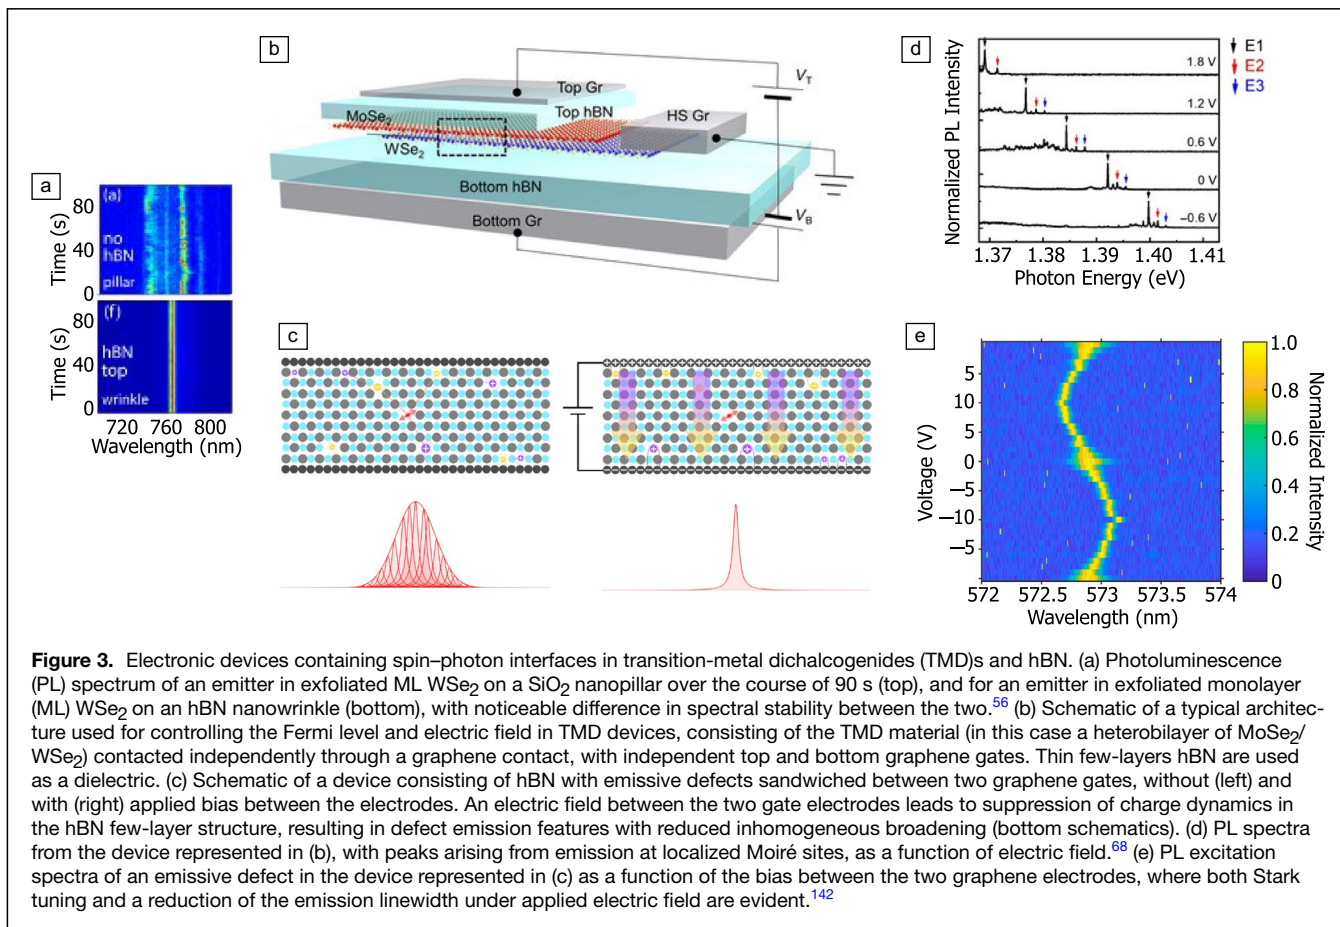 a
(a)
no
hBN
pillar
80
40
0
Time (s)
(f)
hBN
top
wrinkle
80
40
0
Time (s)
720 760 800
Wavelength (nm)
b
Top Gr
MoSe₂
Top hBN
HS Gr
WSe₂
Bottom hBN
Bottom Gr
V_T
V_B
c
d
Normalized PL Intensity
1.8 V
1.2 V
0.6 V
0 V
−0.6 V
1.37 1.38 1.39 1.40 1.41
Photon Energy (eV)
E1
E2
E3
e
Voltage (V)
5
10
5
0
−5
−10
−5
572 572.5 573 573.5 574
Wavelength (nm)
1.0
0.8
0.6
0.4
0.2
0
Normalized Intensity
Figure 3. Electronic devices containing spin–photon interfaces in transition-metal dichalcogenides (TMD)s and hBN. (a) Photoluminescence
(PL) spectrum of an emitter in exfoliated ML WSe₂ on a SiO₂ nanopillar over the course of 90 s (top), and for an emitter in exfoliated monolayer
(ML) WSe₂ on an hBN nanowrinkle (bottom), with noticeable difference in spectral stability between the two.⁵⁶ (b) Schematic of a typical architec-
ture used for controlling the Fermi level and electric field in TMD devices, consisting of the TMD material (in this case a heterobilayer of MoSe₂/
WSe₂) contacted independently through a graphene contact, with independent top and bottom graphene gates. Thin few-layers hBN are used
as a dielectric. (c) Schematic of a device consisting of hBN with emissive defects sandwiched between two graphene gates, without (left) and
with (right) applied bias between the electrodes. An electric field between the two gate electrodes leads to suppression of charge dynamics in
the hBN few-layer structure, resulting in defect emission features with reduced inhomogeneous broadening (bottom schematics). (d) PL spectra
from the device represented in (b), with peaks arising from emission at localized Moiré sites, as a function of electric field.⁶⁸ (e) PL excitation
spectra of an emissive defect in the device represented in (c) as a function of the bias between the two graphene electrodes, where both Stark
tuning and a reduction of the emission linewidth under applied electric field are evident.¹⁴²